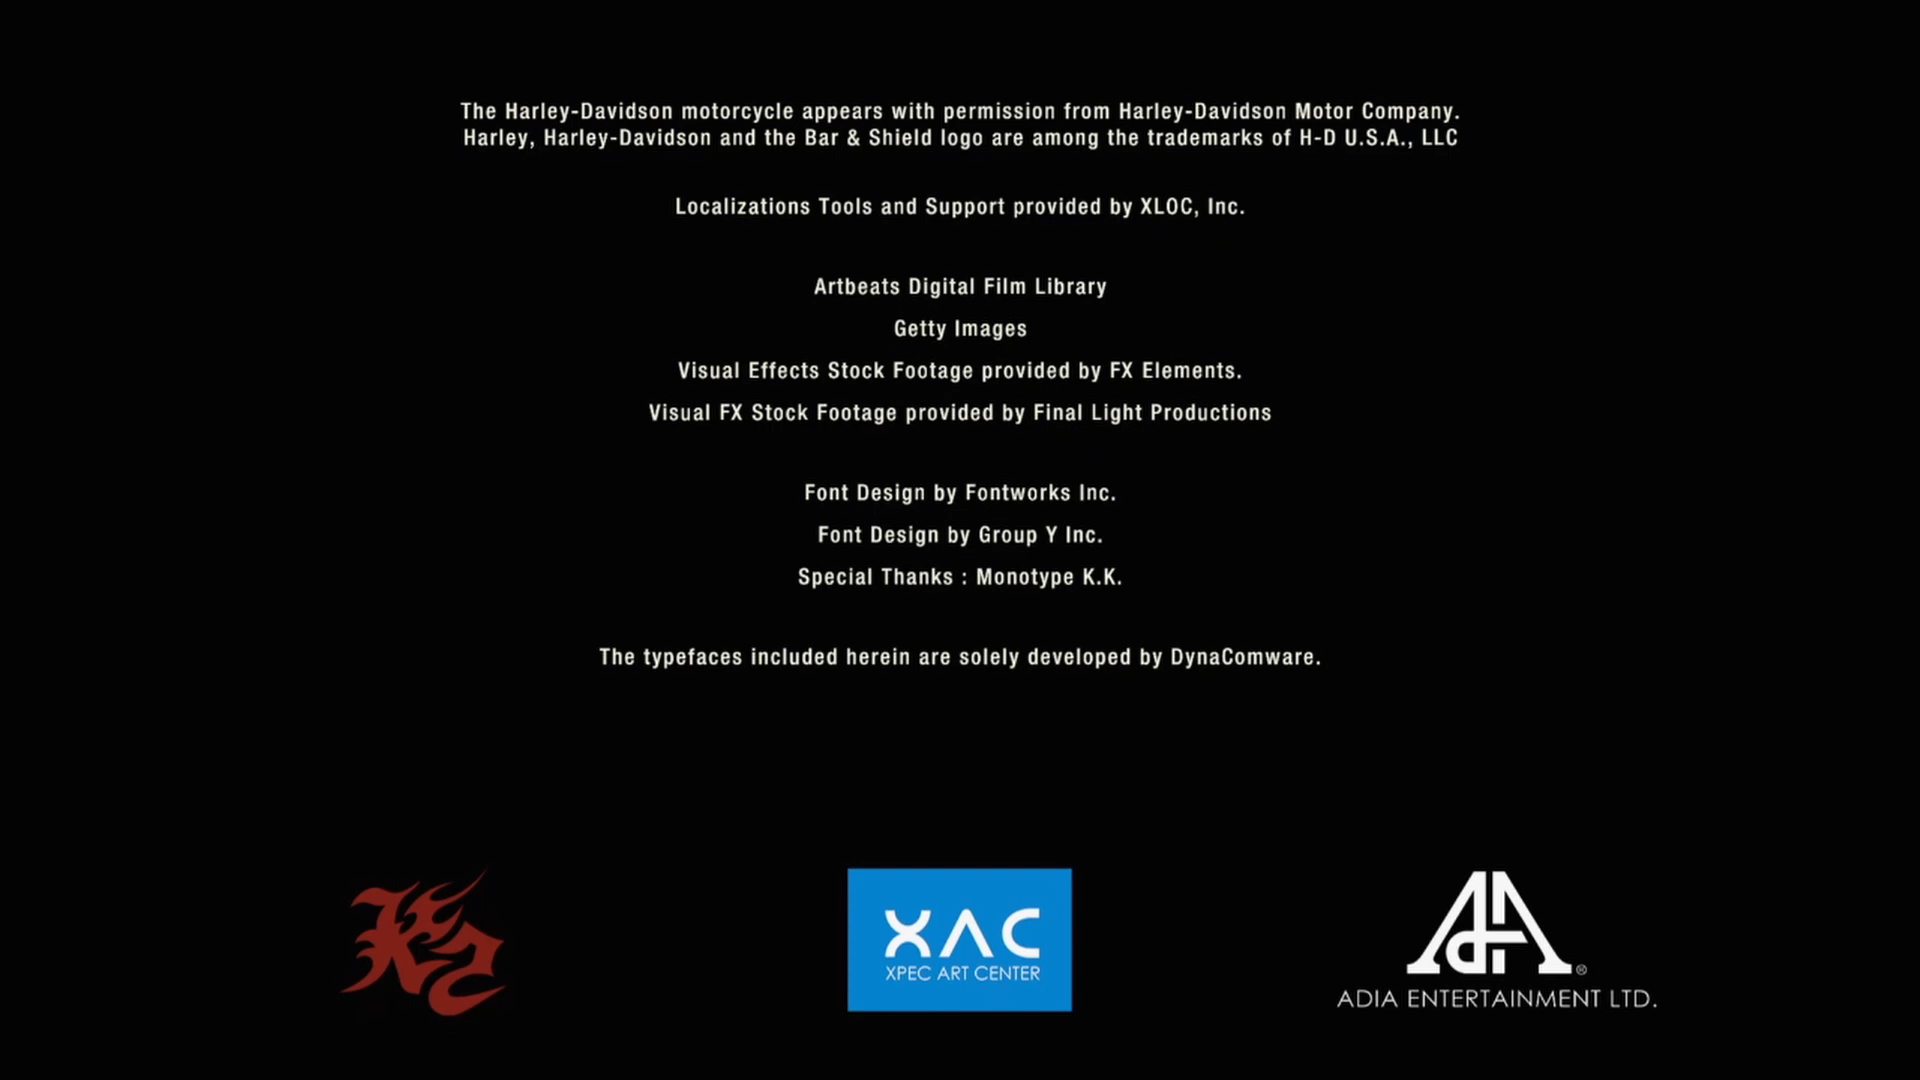 The Harley-Davidson motorcycle appears with permission from Harley-Davidson Motor Company.
Harley, Harley-Davidson and the Bar & Shield logo are among the trademarks of H-D U.S.A., LLC
Localizations Tools and Support provided by XLOC, Inc.
Artbeats Digital Film Library
Getty Images
Visual Effects Stock Footage provided by FX Elements.
Visual FX Stock Footage provided by Final Light Productions
Font Design by Fontworks Inc.
Font Design by Group Y Inc.
Special Thanks : Monotype K.K.
The typefaces included herein are solely developed by DynaComware.
K2
XAC
XPEC ART CENTER
®
ADIA ENTERTAINMENT LTD.